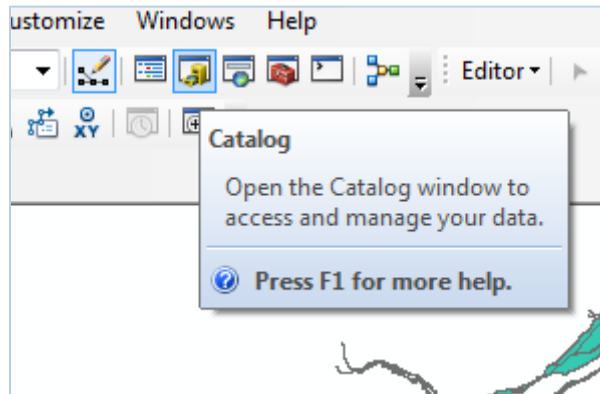 ustomize Windows Help
Editor
XY
Catalog
Open the Catalog window to
access and manage your data.
Press F1 for more help.